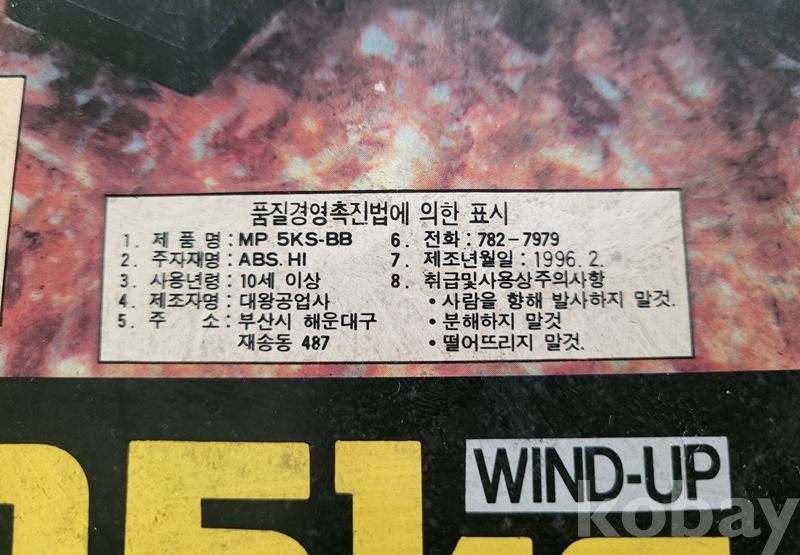 품질경영촉진법에 의한 표시
1. 제 품 명 : MP 5KS-BB
2. 주자재명 : ABS. HI
3. 사용년령 : 10세 이상
4. 제조자명 : 대왕공업사
5. 주 소 : 부산시 해운대구
재송동 487
6. 전화 : 782-7979
7. 제조년월일 : 1996. 2.
8. 취급및사용상주의사항
• 사람을 향해 발사하지 말것.
• 분해하지 말것
• 떨어뜨리지 말것.
WIND-UP
kobay